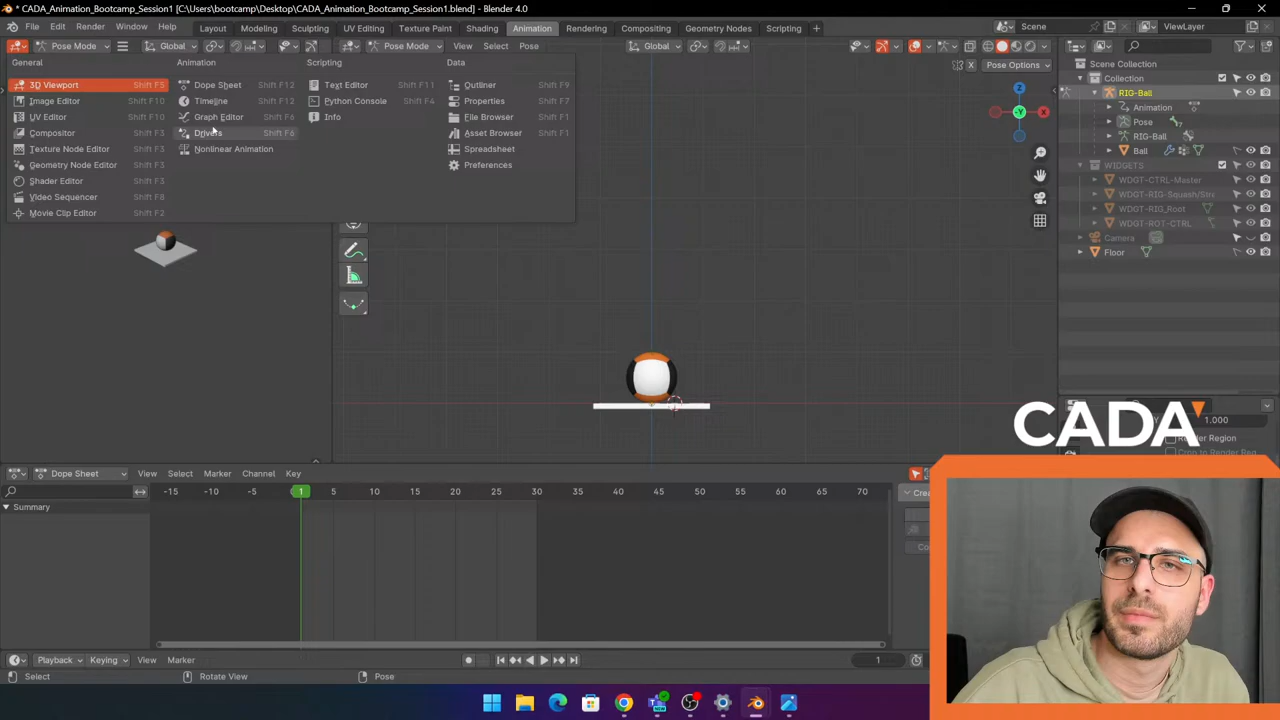 * CADA_Animation_Bootcamp_Session1 [C:\Users\bootcamp\Desktop\CADA_Animation_Bootcamp_Session1.blend] - Blender 4.0
File Edit Render Window Help Layout Modeling Sculpting UV Editing Texture Paint Shading Animation Rendering Compositing Geometry Nodes Scripting + Scene ViewLayer
Pose Mode Global Pose Mode View Select Pose Global
X Pose Options
General Animation Scripting Data
3D Viewport Shift F5 Dope Sheet Shift F12 Text Editor Shift F11 Outliner Shift F9
Image Editor Shift F10 Timeline Shift F12 Python Console Shift F4 Properties Shift F7
UV Editor Shift F10 Graph Editor Shift F6 Info File Browser Shift F1
Compositor Shift F3 Drivers Shift F6 Asset Browser Shift F1
Texture Node Editor Shift F3 Nonlinear Animation Spreadsheet
Geometry Node Editor Shift F3 Preferences
Shader Editor Shift F3
Video Sequencer Shift F8
Movie Clip Editor Shift F2
Z
-Y X
Scene Collection
Collection
RIG-Ball
Animation
Pose
RIG-Ball
Ball
WIDGETS
WDGT-CTRL-Master
WDGT-RIG-Squash/Stra
WDGT-RIG_Root
WDGT-ROT-CTRL
Camera
Floor
Y 1.000
Render Region
CADA
Dope Sheet View Select Marker Channel Key
-15 -10 -5 1 5 10 15 20 25 30 35 40 45 50 55 60 65 70
Summary
Crea
Playback Keying View Marker 1
Select Rotate View Pose